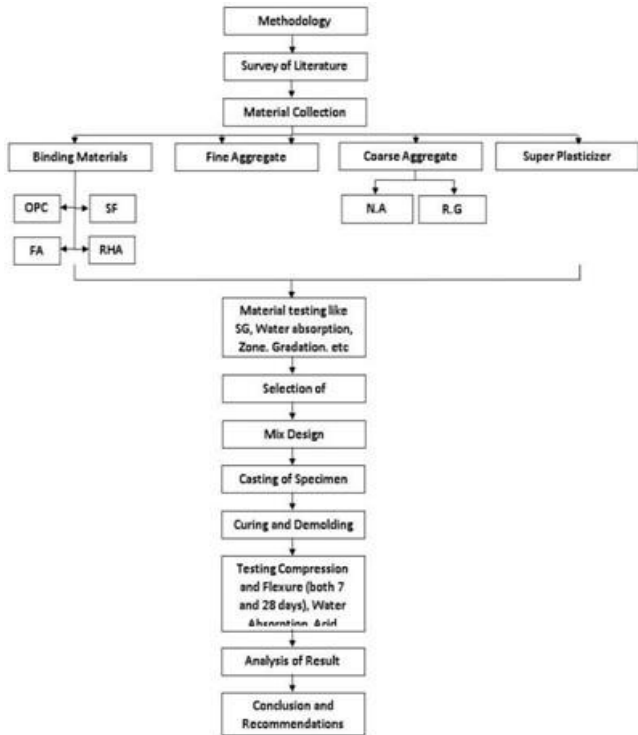 Methodology
Survey of Literature
Material Collection
Binding Materials
Fine Aggregate
Coarse Aggregate
Super Plasticizer
OPC
SF
N.A
R.G
FA
RHA
Material testing like
SG, Water absorption,
Zone. Gradation. etc
Selection of
Mix Design
Casting of Specimen
Curing and Demolding
Testing Compression
and Flexure (both 7
and 28 days), Water
Absorption, Acid
Analysis of Result
Conclusion and
Recommendations